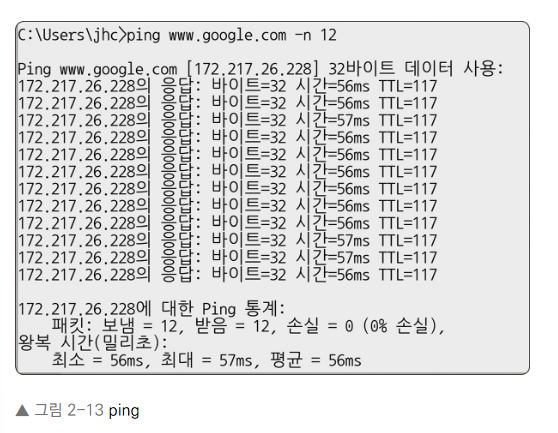 C:\Users\jhc>ping www.google.com -n 12
Ping www.google.com [172.217.26.228] 32바이트 데이터 사용:
172.217.26.228의 응답: 바이트=32 시간=56ms TTL=117
172.217.26.228의 응답: 바이트=32 시간=56ms TTL=117
172.217.26.228의 응답: 바이트=32 시간=57ms TTL=117
172.217.26.228의 응답: 바이트=32 시간=56ms TTL=117
172.217.26.228의 응답: 바이트=32 시간=56ms TTL=117
172.217.26.228의 응답: 바이트=32 시간=56ms TTL=117
172.217.26.228의 응답: 바이트=32 시간=56ms TTL=117
172.217.26.228의 응답: 바이트=32 시간=56ms TTL=117
172.217.26.228의 응답: 바이트=32 시간=56ms TTL=117
172.217.26.228의 응답: 바이트=32 시간=57ms TTL=117
172.217.26.228의 응답: 바이트=32 시간=57ms TTL=117
172.217.26.228의 응답: 바이트=32 시간=56ms TTL=117
172.217.26.228에 대한 Ping 통계:
패킷: 보냄 = 12, 받음 = 12, 손실 = 0 (0% 손실),
왕복 시간(밀리초):
최소 = 56ms, 최대 = 57ms, 평균 = 56ms
▲ 그림 2-13 ping